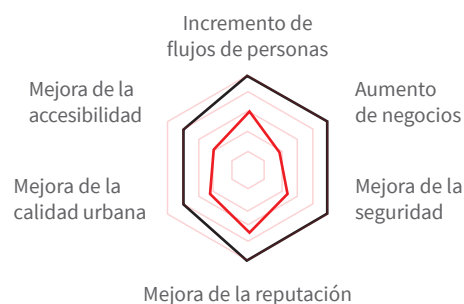 Incremento de
flujos de personas
Mejora de la
accesibilidad
Aumento
de negocios
Mejora de la
calidad urbana
Mejora de la
seguridad
Mejora de la reputación